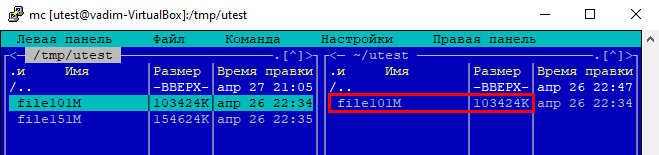 mc [utest@vadim-VirtualBox]:/tmp/utest
Левая панель Файл Команда Настройки Правая панель
<─ /tmp/utest .[^]> <─ ~/utest .[^]>
.и Имя Размер Время правки .и Имя Размер Время правки
/.. -ВВЕРХ- апр 27 21:05 /.. -ВВЕРХ- апр 26 22:47
file101M 103424K апр 26 22:34 file101M 103424K апр 26 22:34
file151M 154624K апр 26 22:35